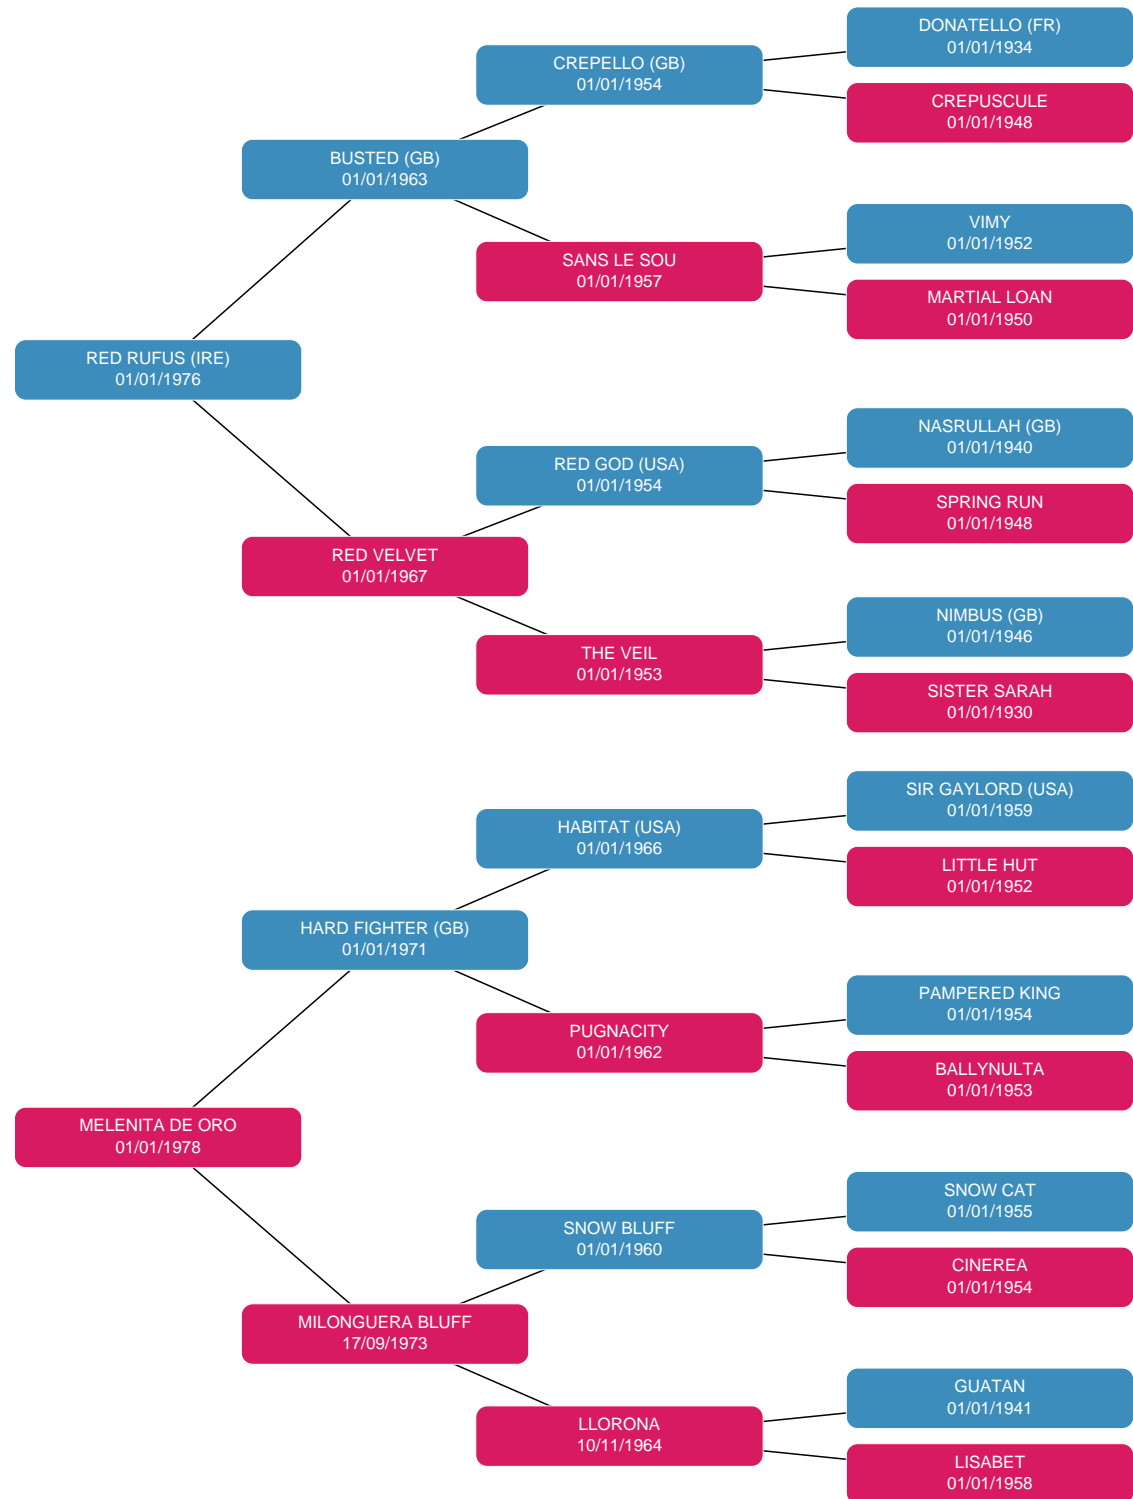 DONATELLO (FR)
01/01/1934
CREPELLO (GB)
01/01/1954
CREPUSCULE
01/01/1948
BUSTED (GB)
01/01/1963
VIMY
01/01/1952
SANS LE SOU
01/01/1957
MARTIAL LOAN
01/01/1950
RED RUFUS (IRE)
01/01/1976
NASRULLAH (GB)
01/01/1940
RED GOD (USA)
01/01/1954
SPRING RUN
01/01/1948
RED VELVET
01/01/1967
NIMBUS (GB)
01/01/1946
THE VEIL
01/01/1953
SISTER SARAH
01/01/1930
SIR GAYLORD (USA)
01/01/1959
HABITAT (USA)
01/01/1966
LITTLE HUT
01/01/1952
HARD FIGHTER (GB)
01/01/1971
PAMPERED KING
01/01/1954
PUGNACITY
01/01/1962
BALLYNULTA
01/01/1953
MELENITA DE ORO
01/01/1978
SNOW CAT
01/01/1955
SNOW BLUFF
01/01/1960
CINEREA
01/01/1954
MILONGUERA BLUFF
17/09/1973
GUATAN
01/01/1941
LLORONA
10/11/1964
LISABET
01/01/1958